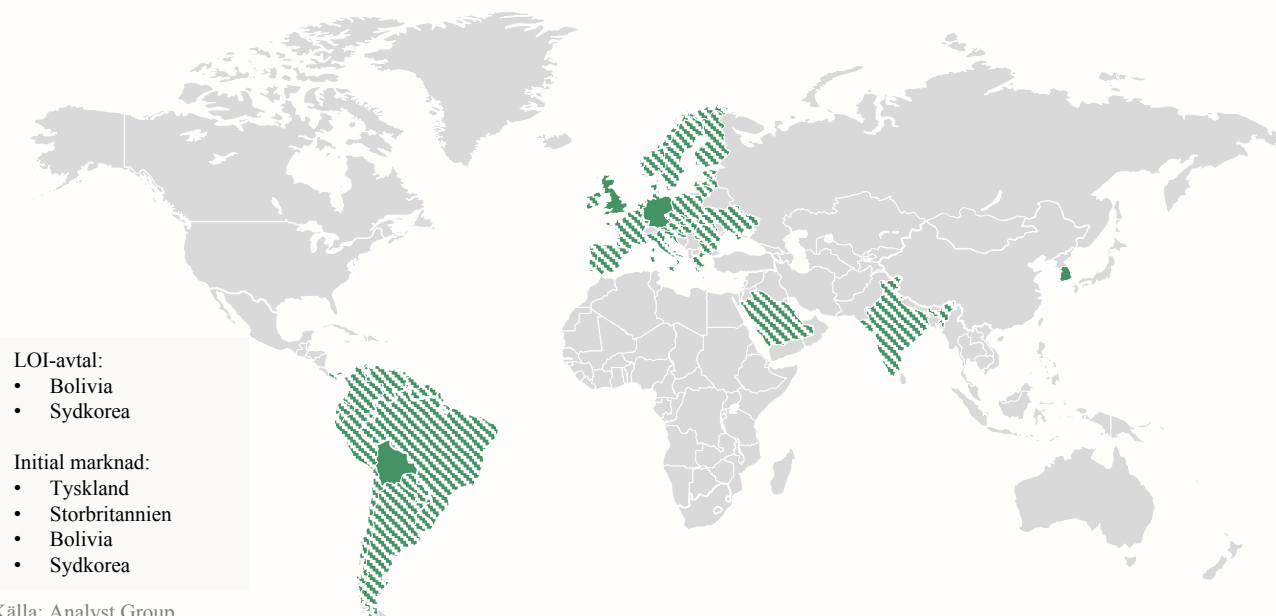 LOI-avtal:
• Bolivia
• Sydkorea
Initial marknad:
• Tyskland
• Storbritannien
• Bolivia
• Sydkorea
Källa: Analyst Group